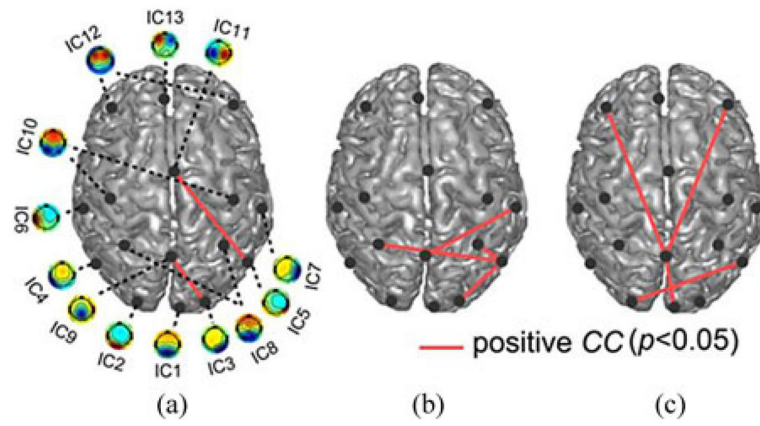 IC12
IC13
IC11
IC10
IC6
IC4
IC9
IC2
IC1
IC3
IC8
IC5
IC7
positive CC (p<0.05)
(a)
(b)
(c)